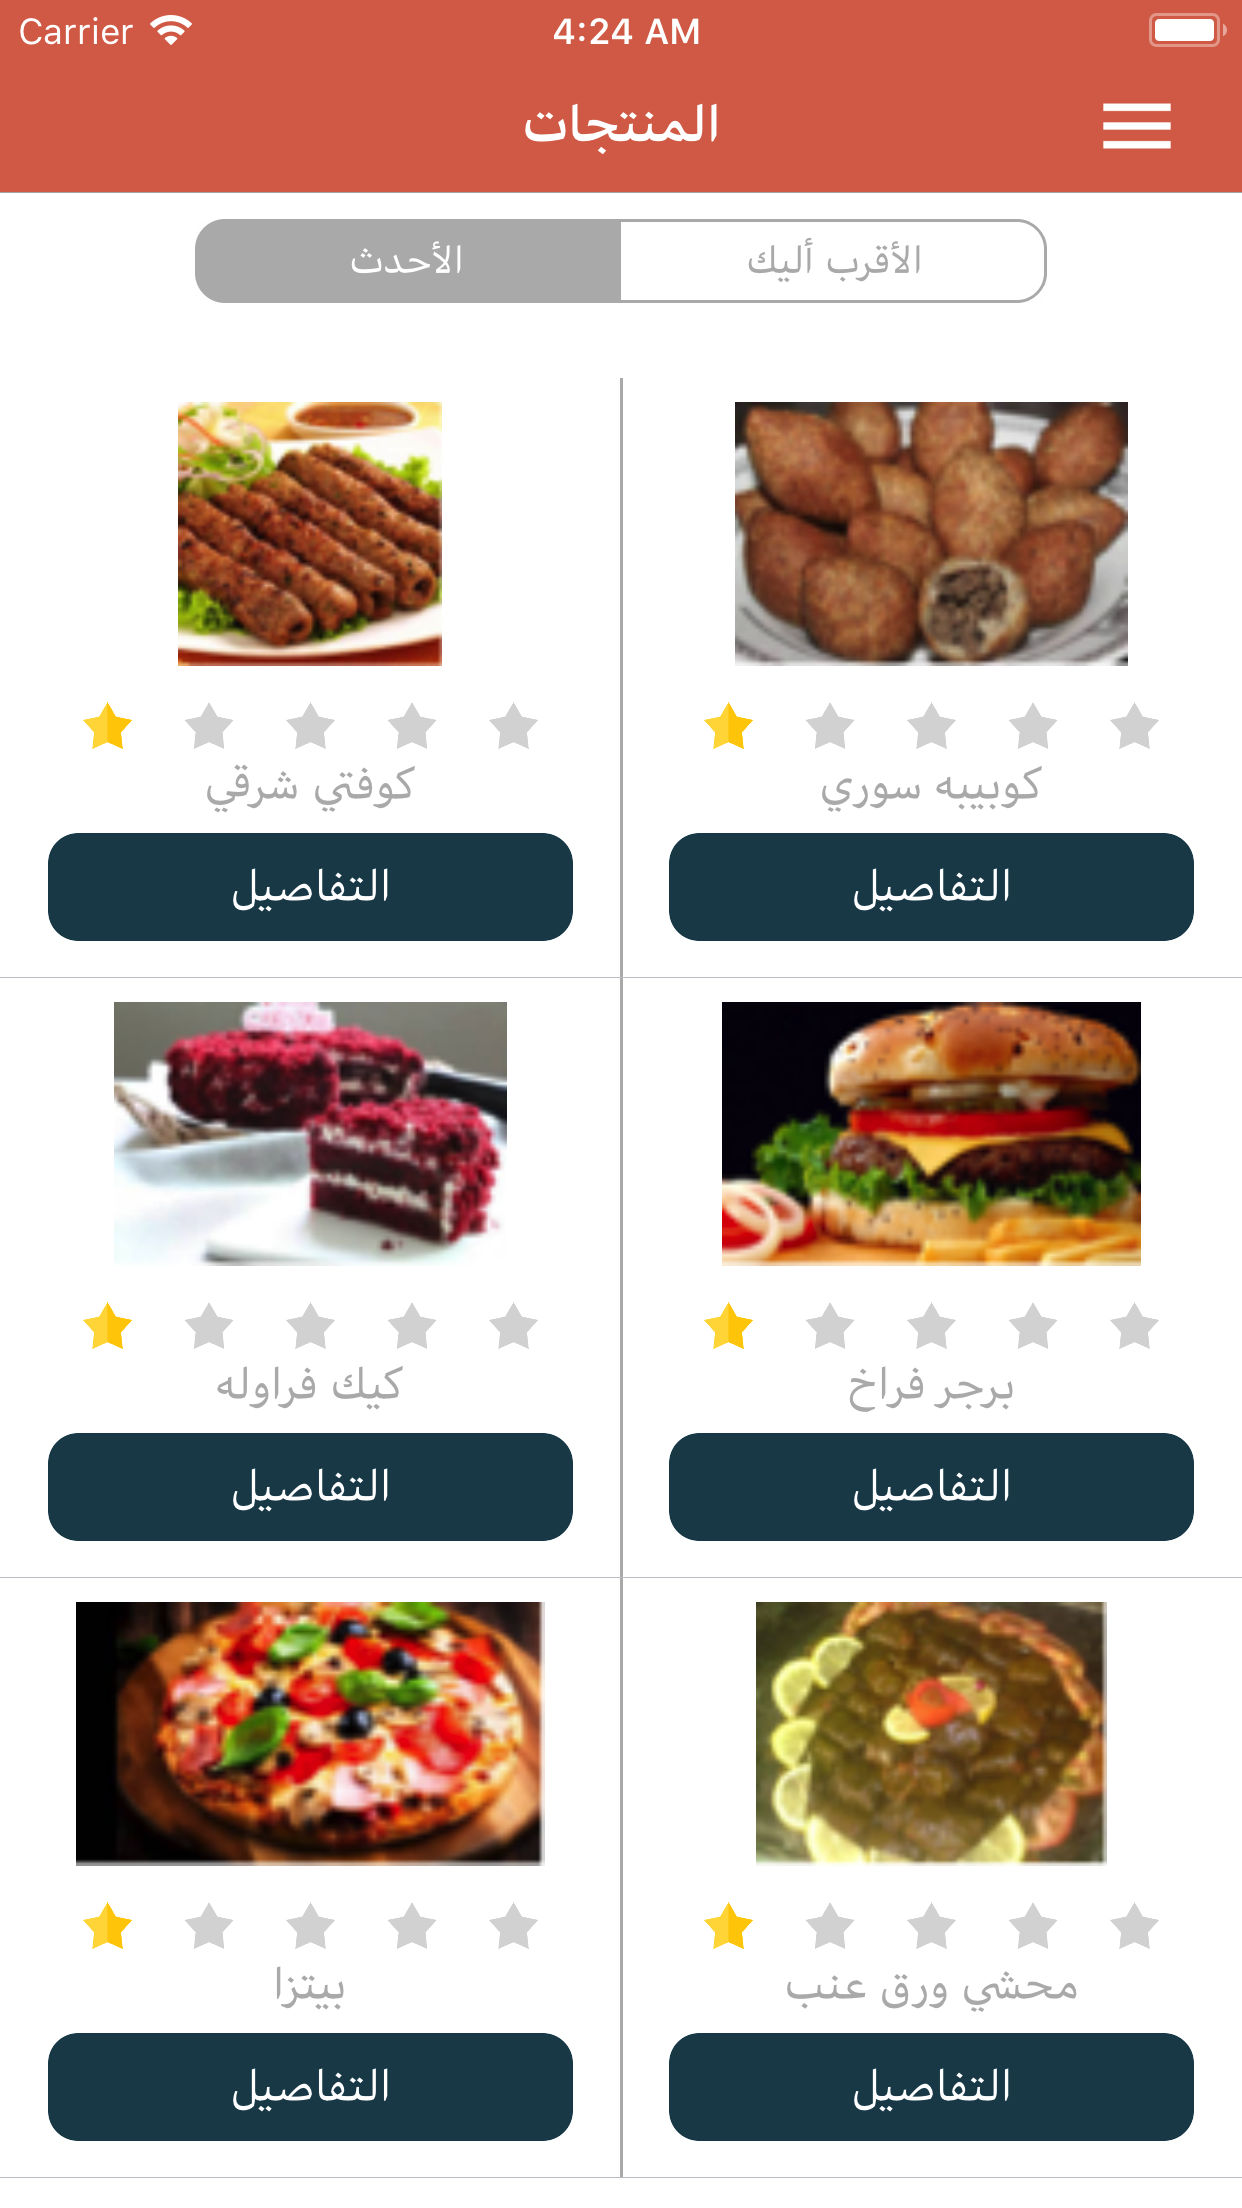 Carrier 4:24 AM
المنتجات
الأقرب أليك
الأحدث
كوبيبه سوري
كوفتي شرقي
التفاصيل
التفاصيل
برجر فراخ
كيك فراوله
التفاصيل
التفاصيل
محشي ورق عنب
بيتزا
التفاصيل
التفاصيل